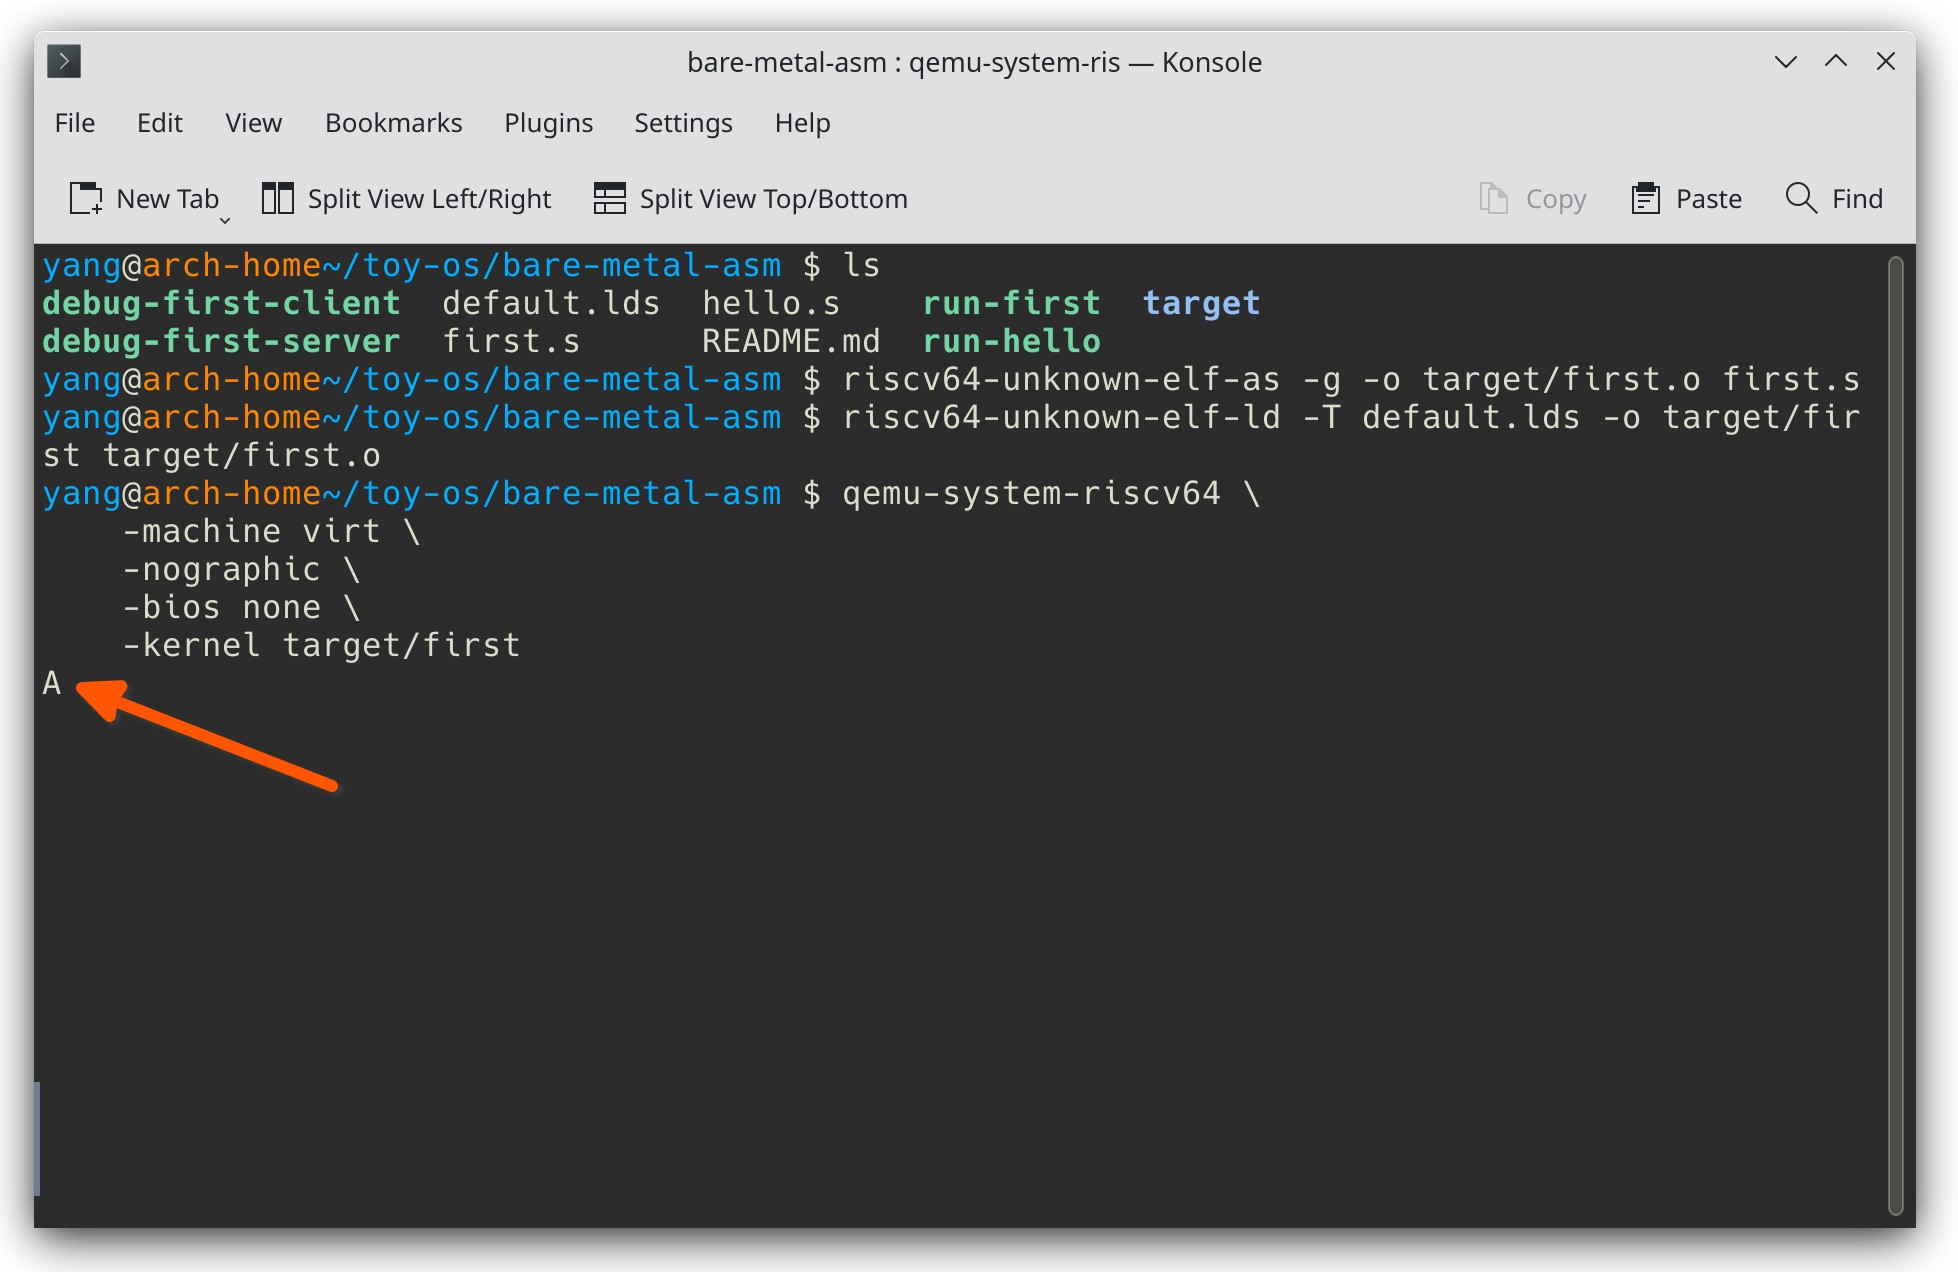 bare-metal-asm : qemu-system-ris — Konsole
File Edit View Bookmarks Plugins Settings Help
New Tab Split View Left/Right Split View Top/Bottom Copy Paste Find
yang@arch-home~/toy-os/bare-metal-asm $ ls
debug-first-client default.lds hello.s run-first target
debug-first-server first.s README.md run-hello
yang@arch-home~/toy-os/bare-metal-asm $ riscv64-unknown-elf-as -g -o target/first.o first.s
yang@arch-home~/toy-os/bare-metal-asm $ riscv64-unknown-elf-ld -T default.lds -o target/fir
st target/first.o
yang@arch-home~/toy-os/bare-metal-asm $ qemu-system-riscv64 \
-machine virt \
-nographic \
-bios none \
-kernel target/first
A